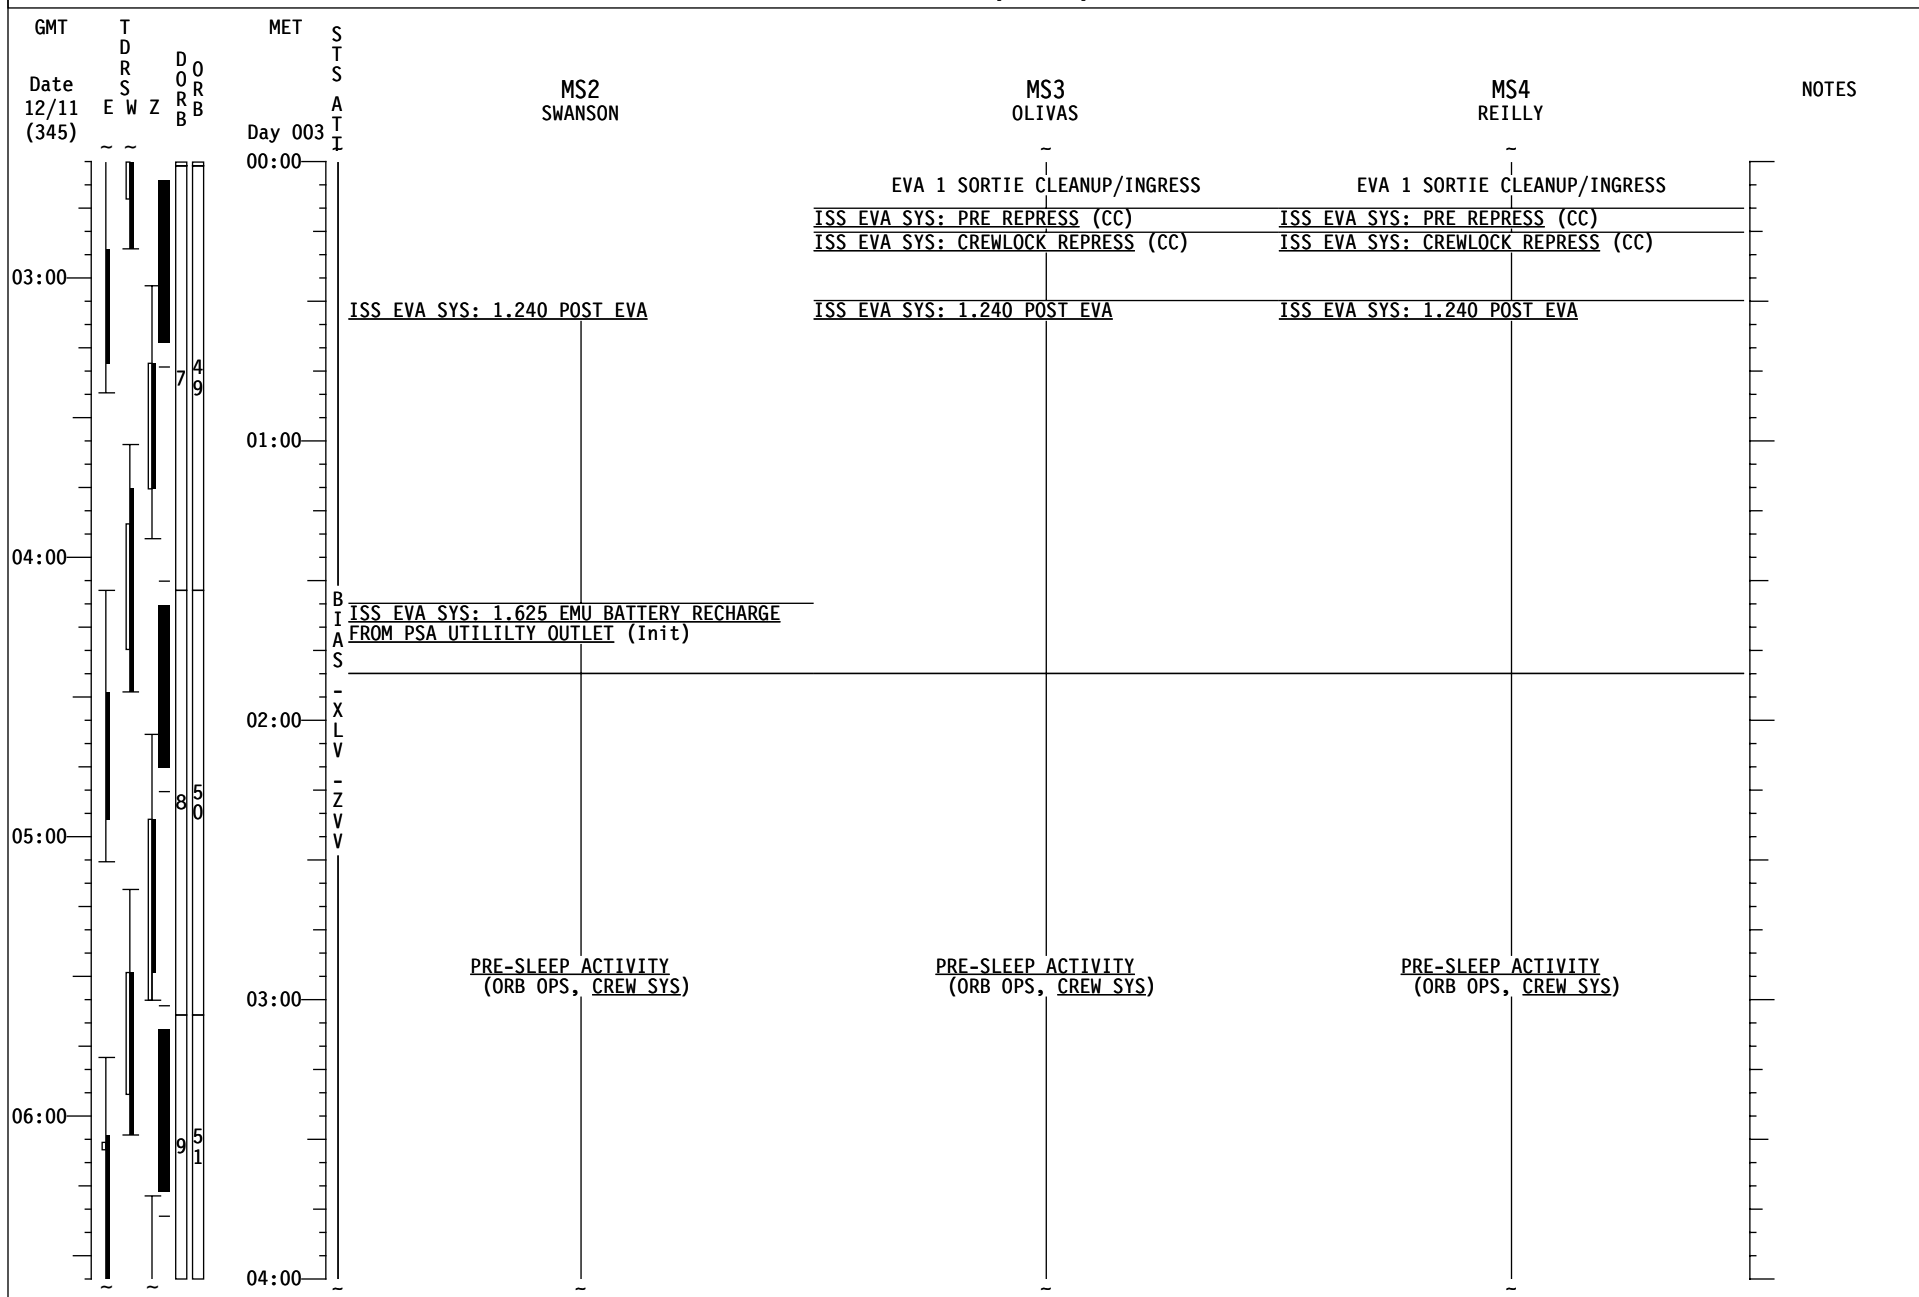 GMT
TDRS
DORB
ORB
MET
STS ATT
Date
12/11
(345)
E W Z
Day 003
MS2
SWANSON
MS3
OLIVAS
MS4
REILLY
NOTES
~ ~ ~ ~
00:00
EVA 1 SORTIE CLEANUP/INGRESS EVA 1 SORTIE CLEANUP/INGRESS
ISS EVA SYS: PRE REPRESS (CC) ISS EVA SYS: PRE REPRESS (CC)
ISS EVA SYS: CREWLOCK REPRESS (CC) ISS EVA SYS: CREWLOCK REPRESS (CC)
03:00
ISS EVA SYS: 1.240 POST EVA ISS EVA SYS: 1.240 POST EVA ISS EVA SYS: 1.240 POST EVA
7 49
01:00
04:00
BIAS -XLV -ZVV
ISS EVA SYS: 1.625 EMU BATTERY RECHARGE
FROM PSA UTILILTY OUTLET (Init)
02:00
8 50
05:00
PRE-SLEEP ACTIVITY PRE-SLEEP ACTIVITY PRE-SLEEP ACTIVITY
(ORB OPS, CREW SYS) (ORB OPS, CREW SYS) (ORB OPS, CREW SYS)
03:00
06:00
9 51
04:00
~ ~ ~ ~ ~ ~